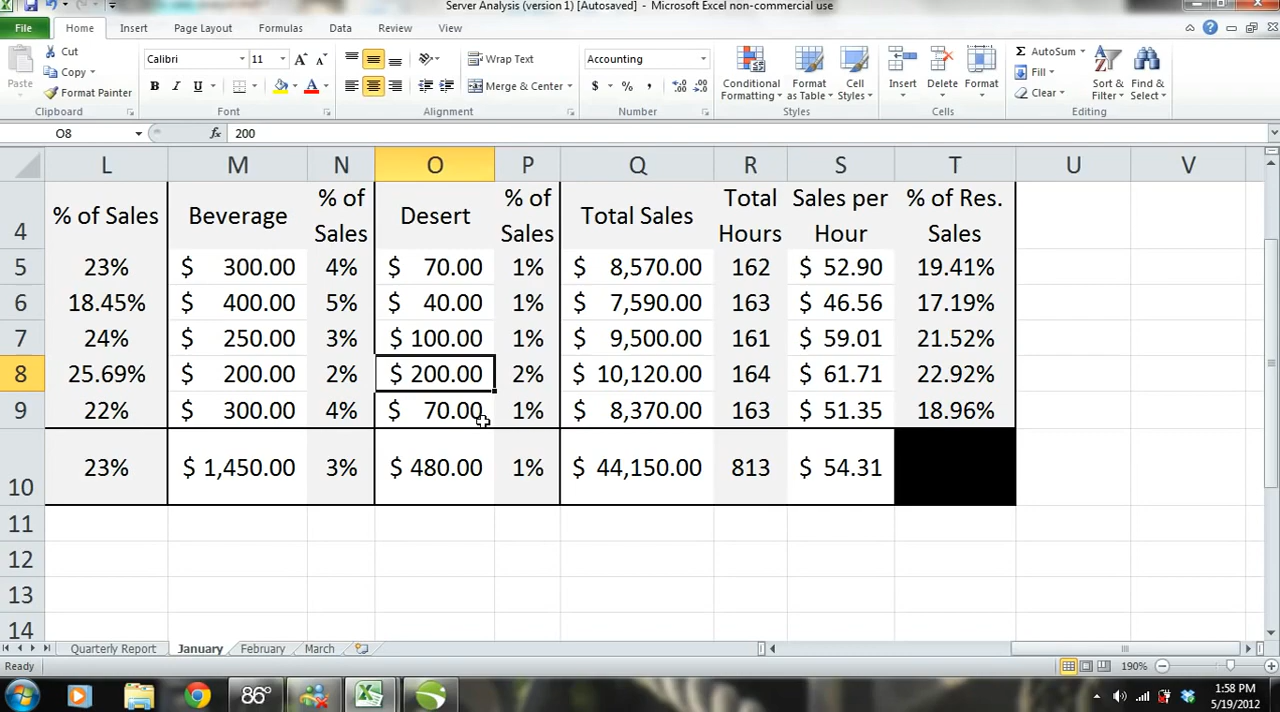 Server Analysis (version 1) [Autosaved] - Microsoft Excel non-commercial use
File Home Insert Page Layout Formulas Data Review View
Paste Cut Copy Format Painter Clipboard
Calibri 11 A A B I U A Font
Wrap Text Merge & Center Alignment
Accounting $ % , Number
Conditional Formatting Format as Table Cell Styles Styles
Insert Delete Format Cells
Σ AutoSum Fill Clear Sort & Filter Find & Select Editing
O8 fx 200
L M N O P Q R S T U V
4 % of Sales Beverage % of Sales Desert % of Sales Total Sales Total Hours Sales per Hour % of Res. Sales
5 23% $ 300.00 4% $ 70.00 1% $ 8,570.00 162 $ 52.90 19.41%
6 18.45% $ 400.00 5% $ 40.00 1% $ 7,590.00 163 $ 46.56 17.19%
7 24% $ 250.00 3% $ 100.00 1% $ 9,500.00 161 $ 59.01 21.52%
8 25.69% $ 200.00 2% $ 200.00 2% $ 10,120.00 164 $ 61.71 22.92%
9 22% $ 300.00 4% $ 70.00 1% $ 8,370.00 163 $ 51.35 18.96%
10 23% $ 1,450.00 3% $ 480.00 1% $ 44,150.00 813 $ 54.31
11
12
13
14
Quarterly Report January February March
Ready 190%
86° 1:58 PM
5/19/2012